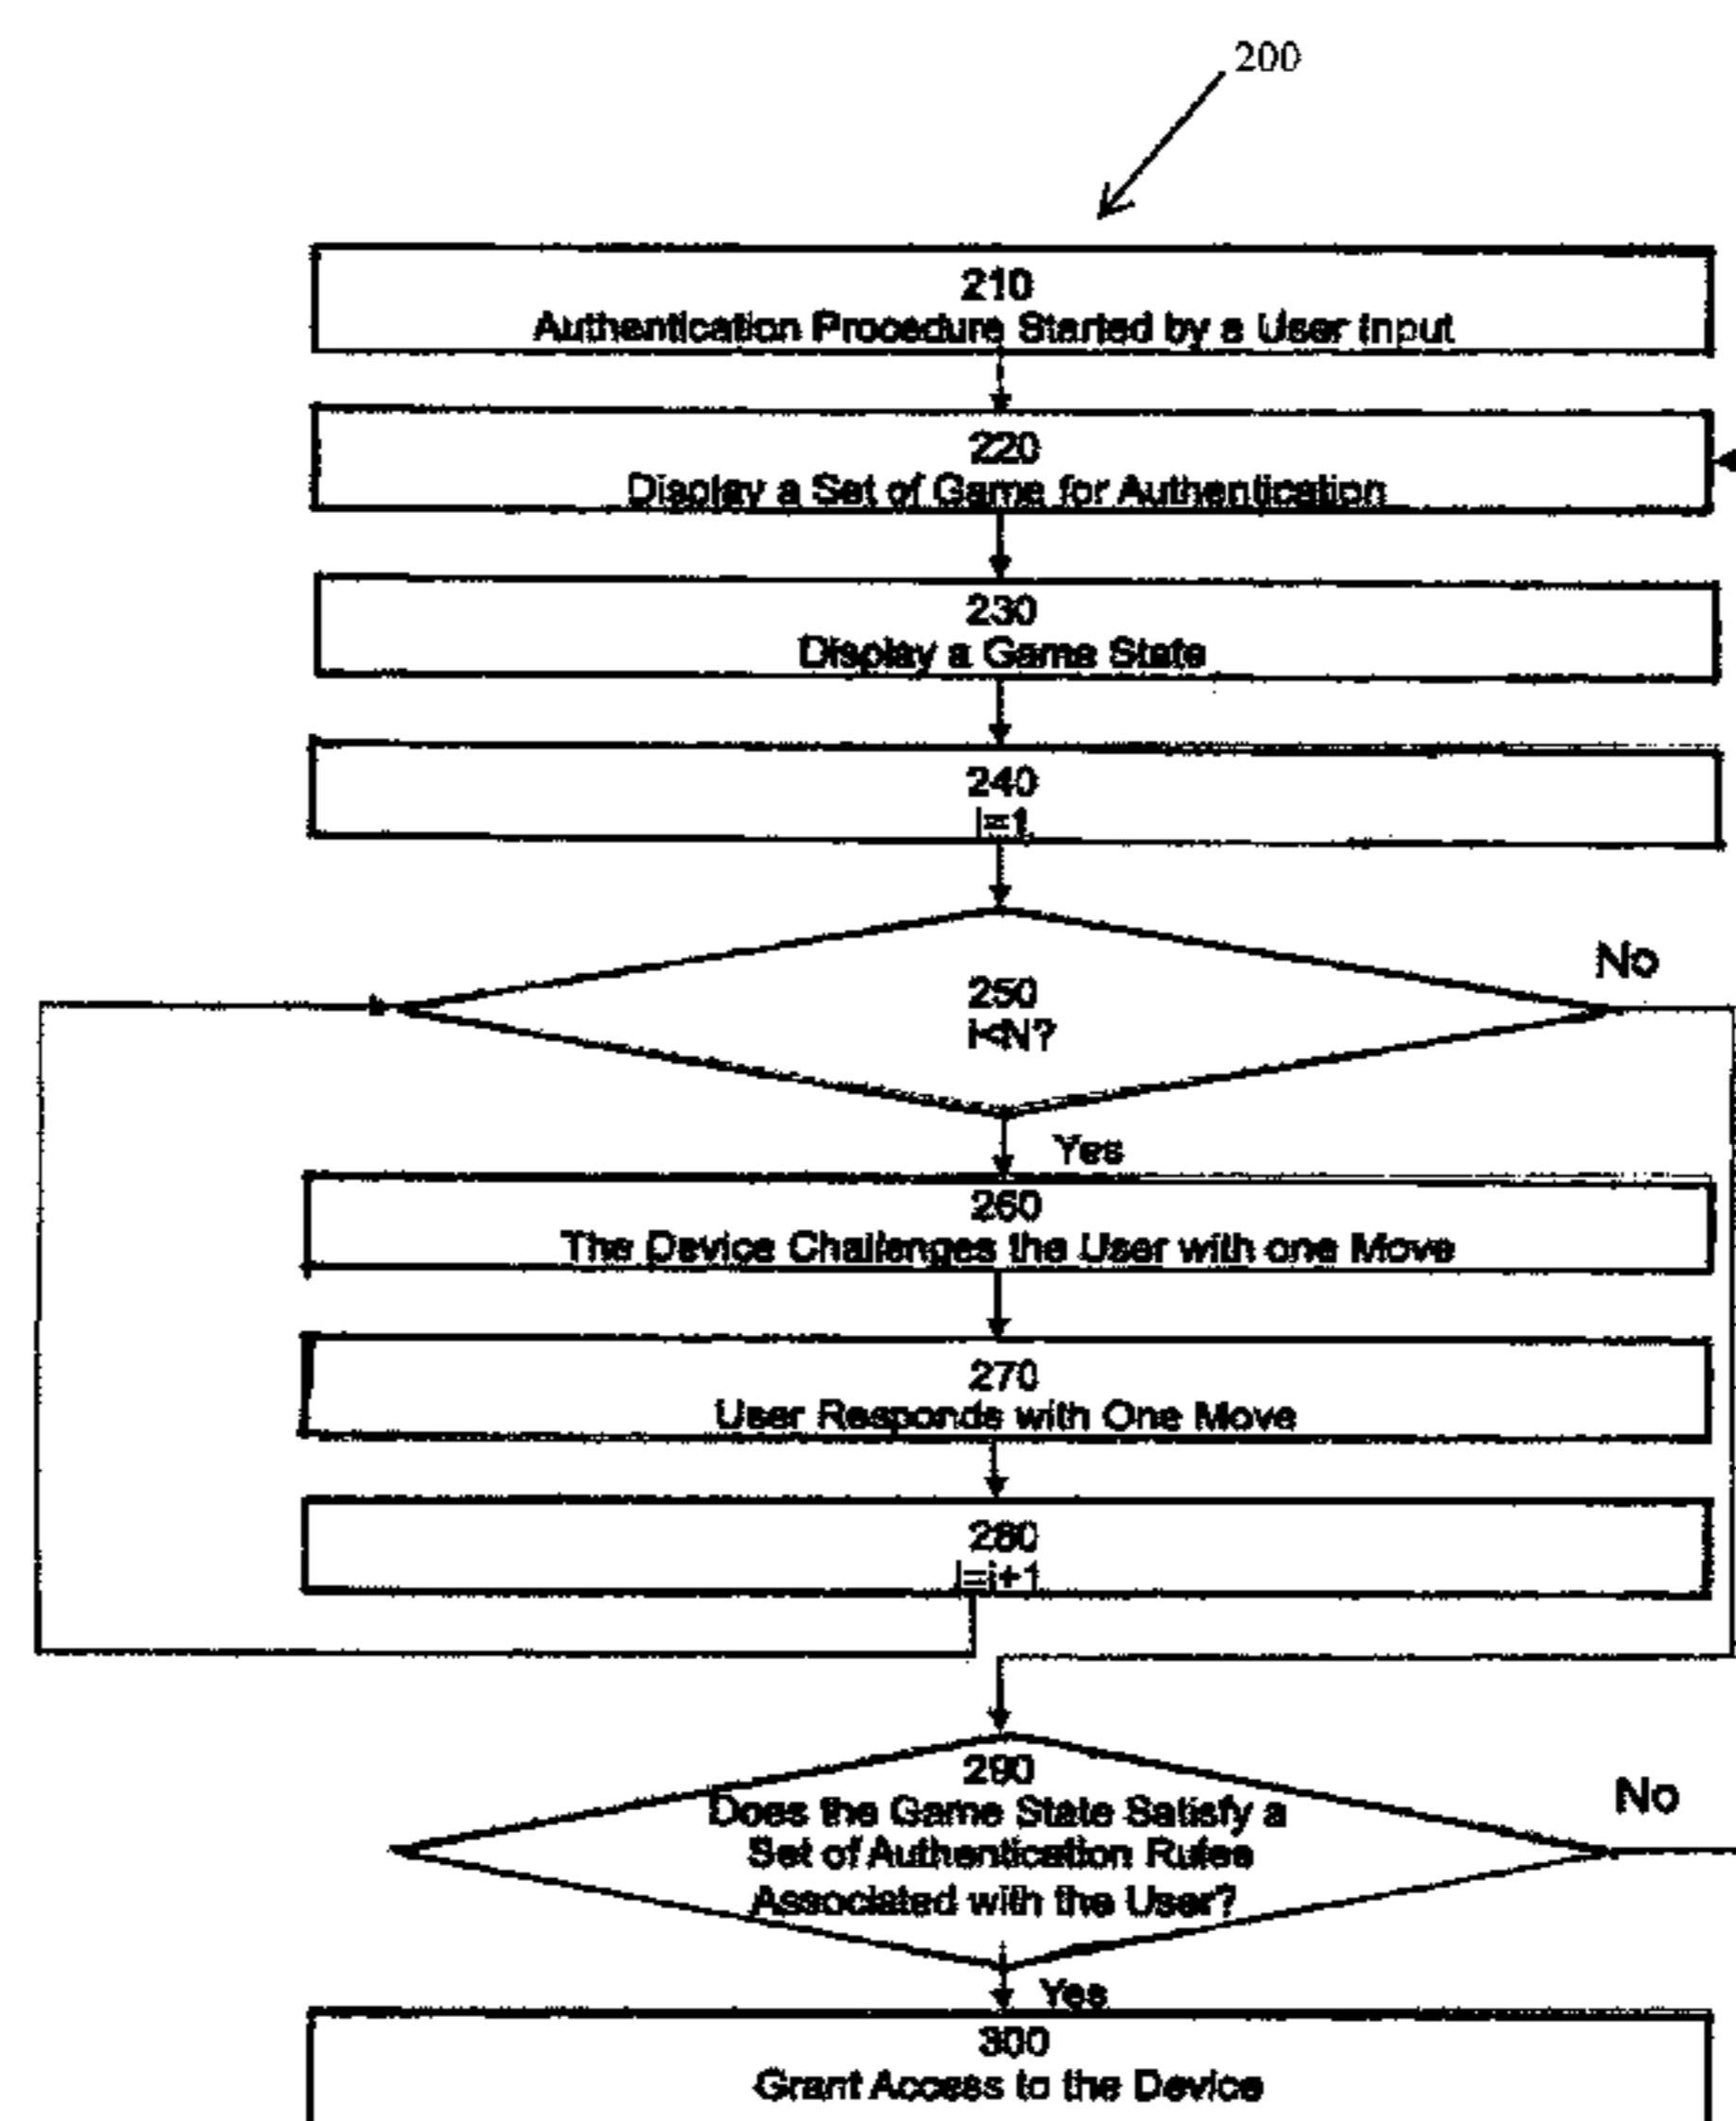 200
210
Authentication Procedure Started by a User Input
220
Display a Set of Game for Authentication
230
Display a Game State
240
i=1
250
i<N?
No
Yes
260
The Device Challenges the User with one Move
270
User Responds with One Move
280
i=i+1
290
Does the Game State Satisfy a
Set of Authentication Rules
Associated with the User?
No
Yes
300
Grant Access to the Device